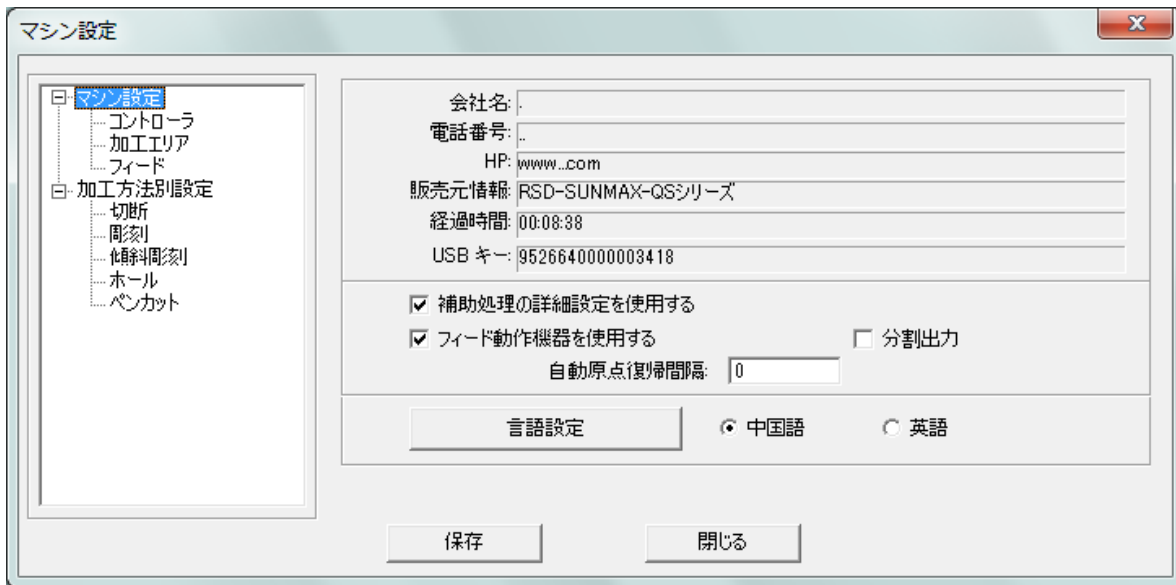 マシン設定
マシン設定
コントローラ
加工エリア
フィード
加工方法別設定
切断
彫刻
傾斜彫刻
ホール
ペンカット
会社名: .
電話番号: ..
HP: www...com
販売元情報: RSD-SUNMAX-QSシリーズ
経過時間: 00:08:38
USB キー: 9526640000003418
補助処理の詳細設定を使用する
フィード動作機器を使用する 分割出力
自動原点復帰間隔: 0
言語設定 中国語 英語
保存 閉じる